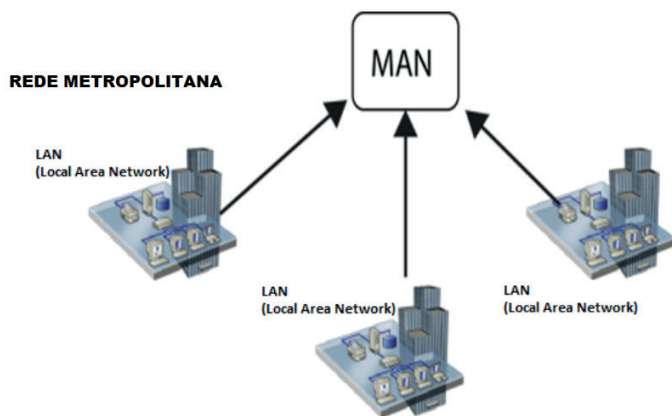 MAN
REDE METROPOLITANA
LAN
(Local Area Network)
LAN
(Local Area Network)
LAN
(Local Area Network)